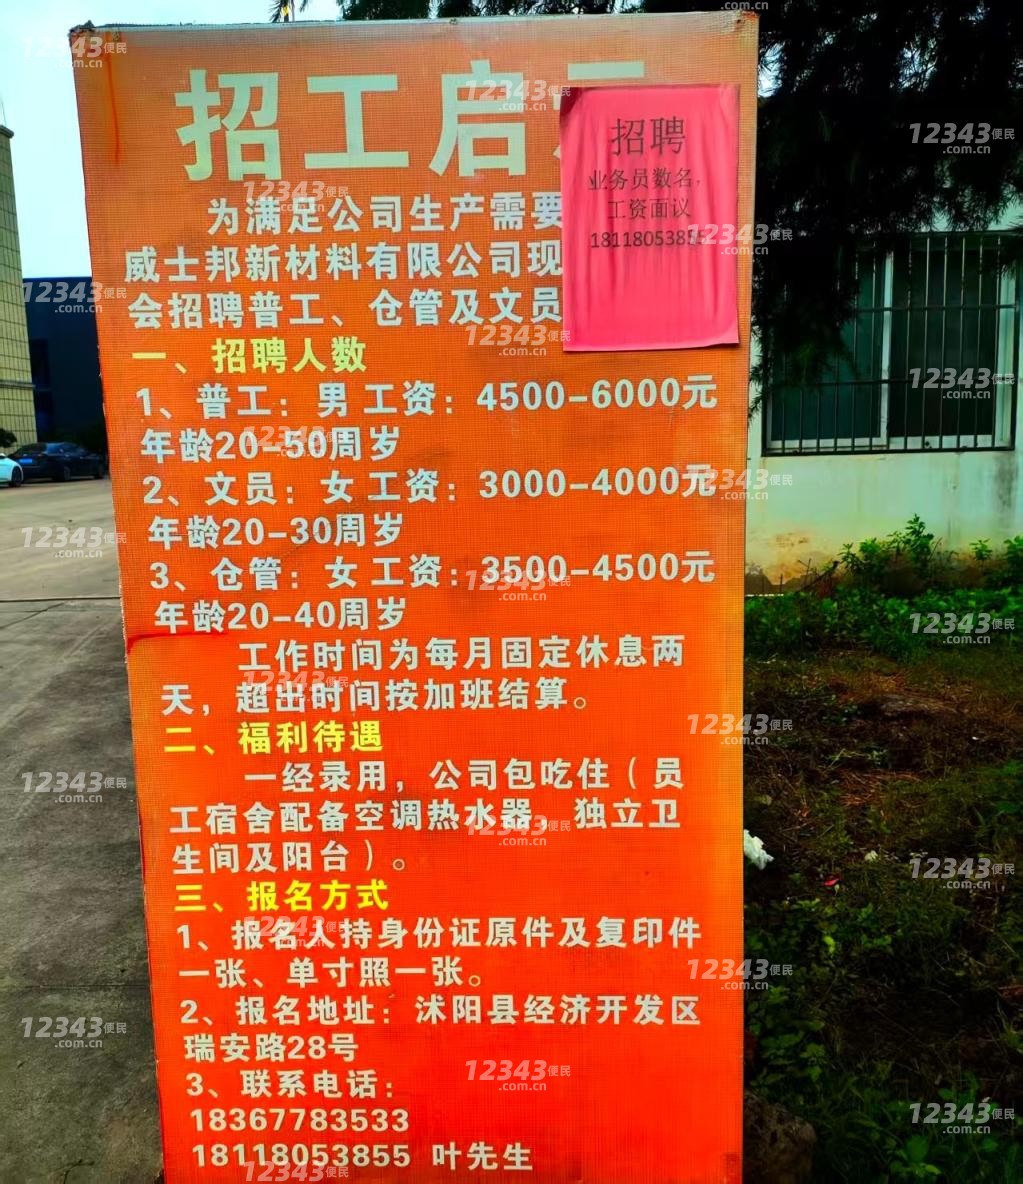 招工启
招聘
业务员数名,
工资面议
1811805385
为满足公司生产需要
威士邦新材料有限公司现
会招聘普工、仓管及文员
一、招聘人数
1、普工：男 工资：4500-6000元
年龄20-50周岁
2、文员：女 工资：3000-4000元
年龄20-30周岁
3、仓管：女 工资：3500-4500元
年龄20-40周岁
工作时间为每月固定休息两
天，超出时间按加班结算。
二、福利待遇
一经录用，公司包吃住（员
工宿舍配备空调热水器，独立卫
生间及阳台）。
三、报名方式
1、报名人持身份证原件及复印件
一张、单寸照一张。
2、报名地址：沭阳县经济开发区
瑞安路28号
3、联系电话：
18367783533
18118053855 叶先生
12343便民
.com.cn